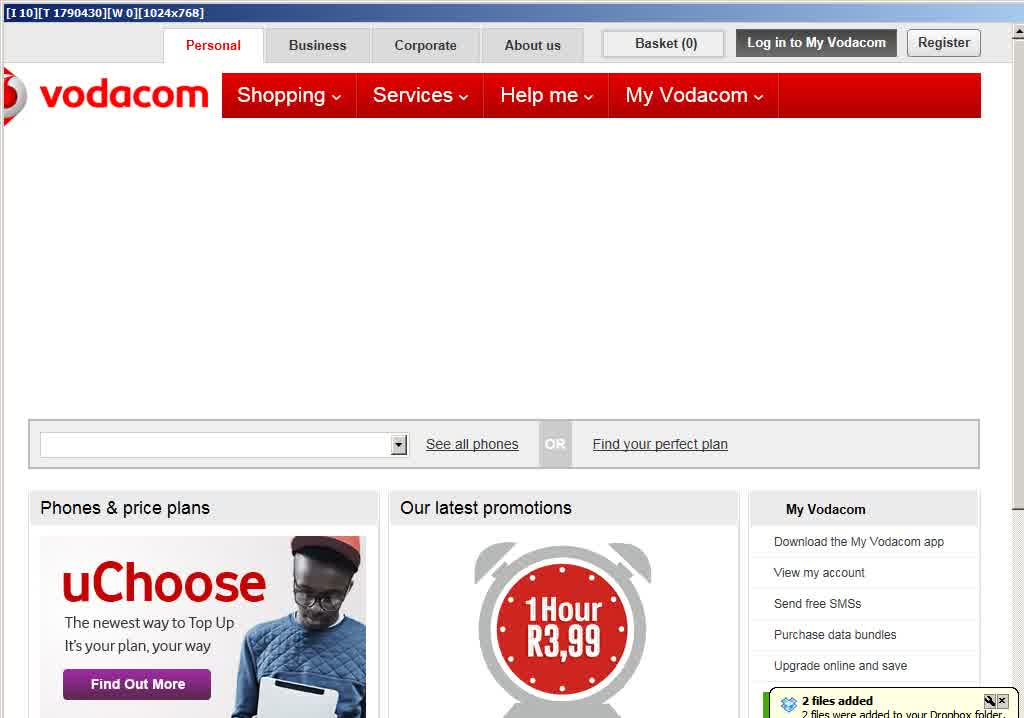 [I 10][T 1790430][W 0][1024x768]
Personal
Business
Corporate
About us
Basket (0)
Log in to My Vodacom
Register
vodacom
Shopping
Services
Help me
My Vodacom
See all phones
OR
Find your perfect plan
Phones & price plans
Our latest promotions
My Vodacom
uChoose
The newest way to Top Up
It's your plan, your way
Find Out More
1 Hour
R3,99
Download the My Vodacom app
View my account
Send free SMSs
Purchase data bundles
Upgrade online and save
2 files added
2 files were added to your Dropbox folder.